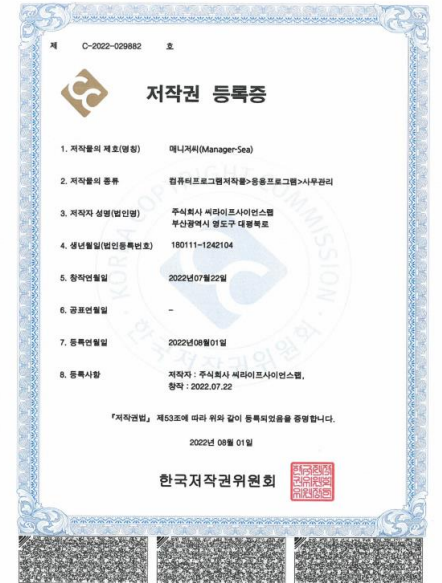 제 C-2022-029882 호
저작권 등록증
1. 저작물의 제호(명칭) 매니저씨(Manager-Sea)
2. 저작물의 종류 컴퓨터프로그램저작물>응용프로그램>사무관리
3. 저작자 성명(법인명) 주식회사 씨라이프사이언스랩
부산광역시 영도구 대평북로
4. 생년월일(법인등록번호) 180111-1242104
5. 창작연월일 2022년07월22일
6. 공표연월일 -
7. 등록연월일 2022년08월01일
8. 등록사항 저작자 : 주식회사 씨라이프사이언스랩,
창작 : 2022.07.22
『저작권법』 제53조에 따라 위와 같이 등록되었음을 증명합니다.
2022년 08월 01일
한국저작권위원회
KOREA COPYRIGHT COMMISSION
한국저작권위원회